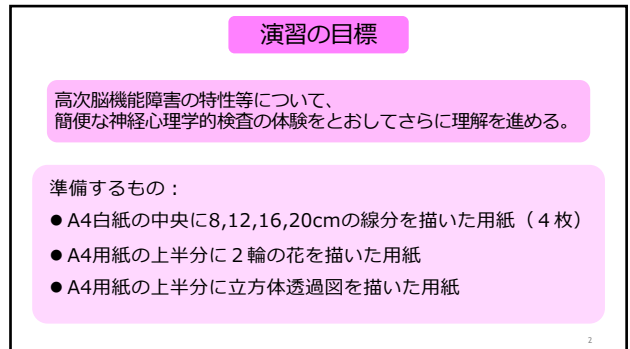 演習の目標
高次脳機能障害の特性等について、
簡便な神経心理学的検査の体験をとおしてさらに理解を進める。
準備するもの：
●A4白紙の中央に8,12,16,20cmの線分を描いた用紙（４枚）
●A4用紙の上半分に２輪の花を描いた用紙
●A4用紙の上半分に立方体透過図を描いた用紙
2